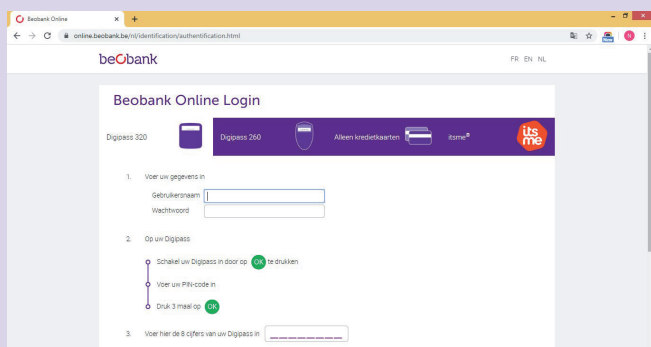 Beobank Online
online.beobank.be/nl/identification/authentification.html
New
N
beobank
FR EN NL
Beobank Online Login
Digipass 320
Digipass 260
Alleen kredietkaarten
itsme®
its me
1. Voer uw gegevens in
Gebruikersnaam
Wachtwoord
2. Op uw Digipass
Schakel uw Digipass in door op OK te drukken
Voer uw PIN-code in
Druk 3 maal op OK
3. Voer hier de 8 cijfers van uw Digipass in